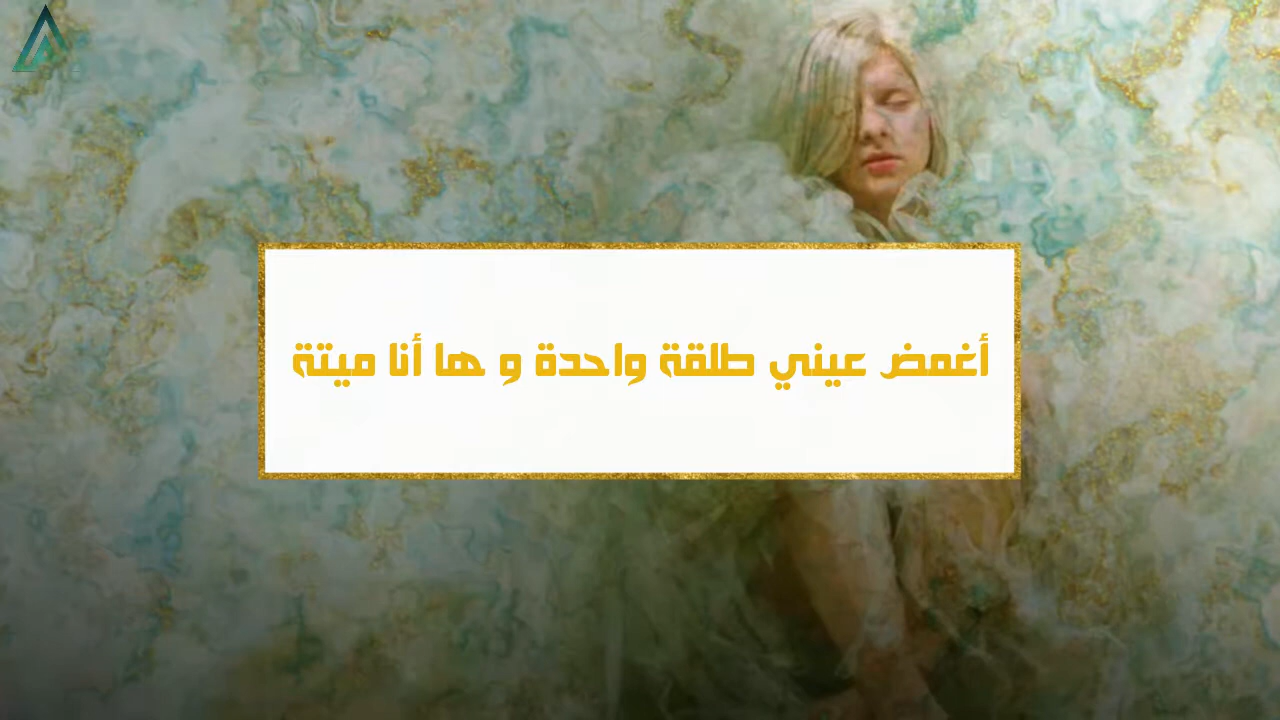 أغمض عيني طلقة واحدة و ها أنا ميتة